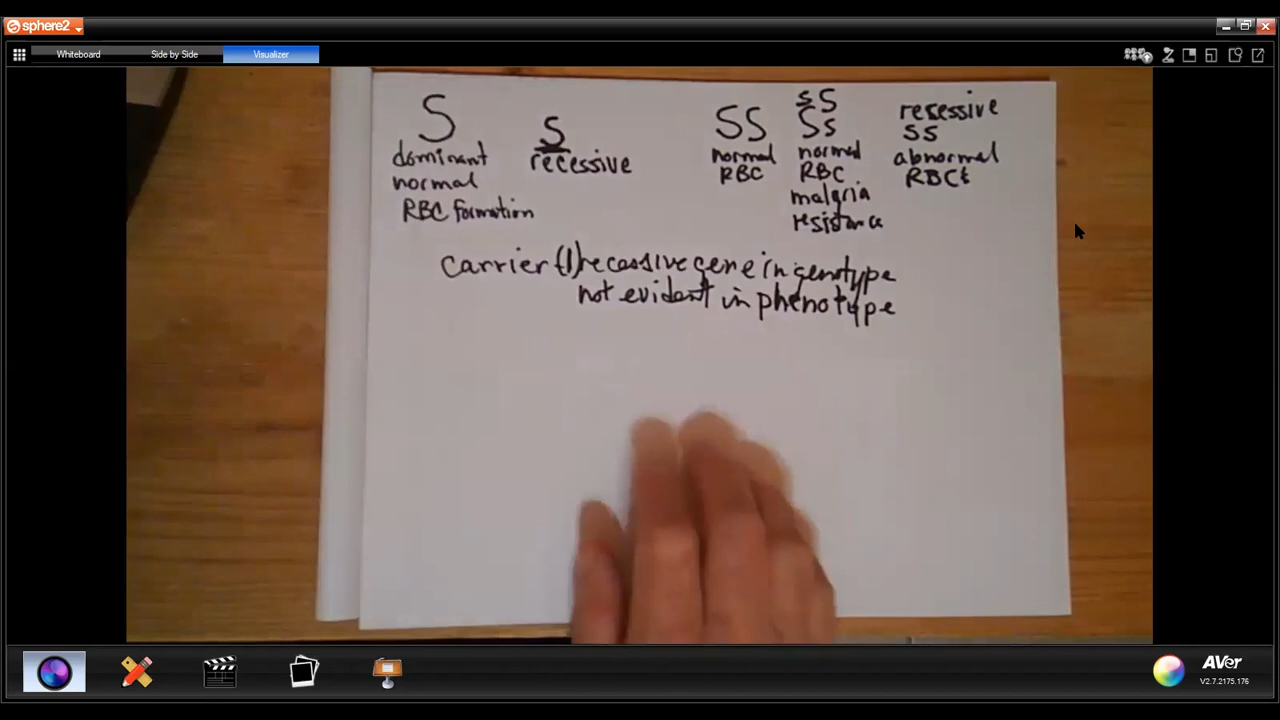 sphere2
Whiteboard Side by Side Visualizer
S
dominant
normal
RBC Formation
s
recessive
SS
normal
RBC
sS
Ss
normal
RBC
malaria
resistance
recessive
ss
abnormal
RBCs
carrier (1) recessive gene in genotype
not evident in phenotype
AVer
V2.7.2175.176